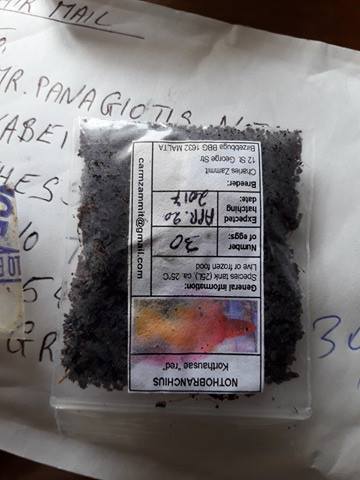 AIR MAIL
MR. PANAGIOTIS
NOTHOBRANCHIUS
Korthausae "red"
General information:
Species tank (25L), ca. 25°C
Live or frozen food
Number
of eggs:
30
Expected
hatching
date:
APR. 20
2017
Breeder:
Charles Zammit
12 St. George Str
Birzebbuga BBG 1632 MALTA
carmzammit@gmail.com